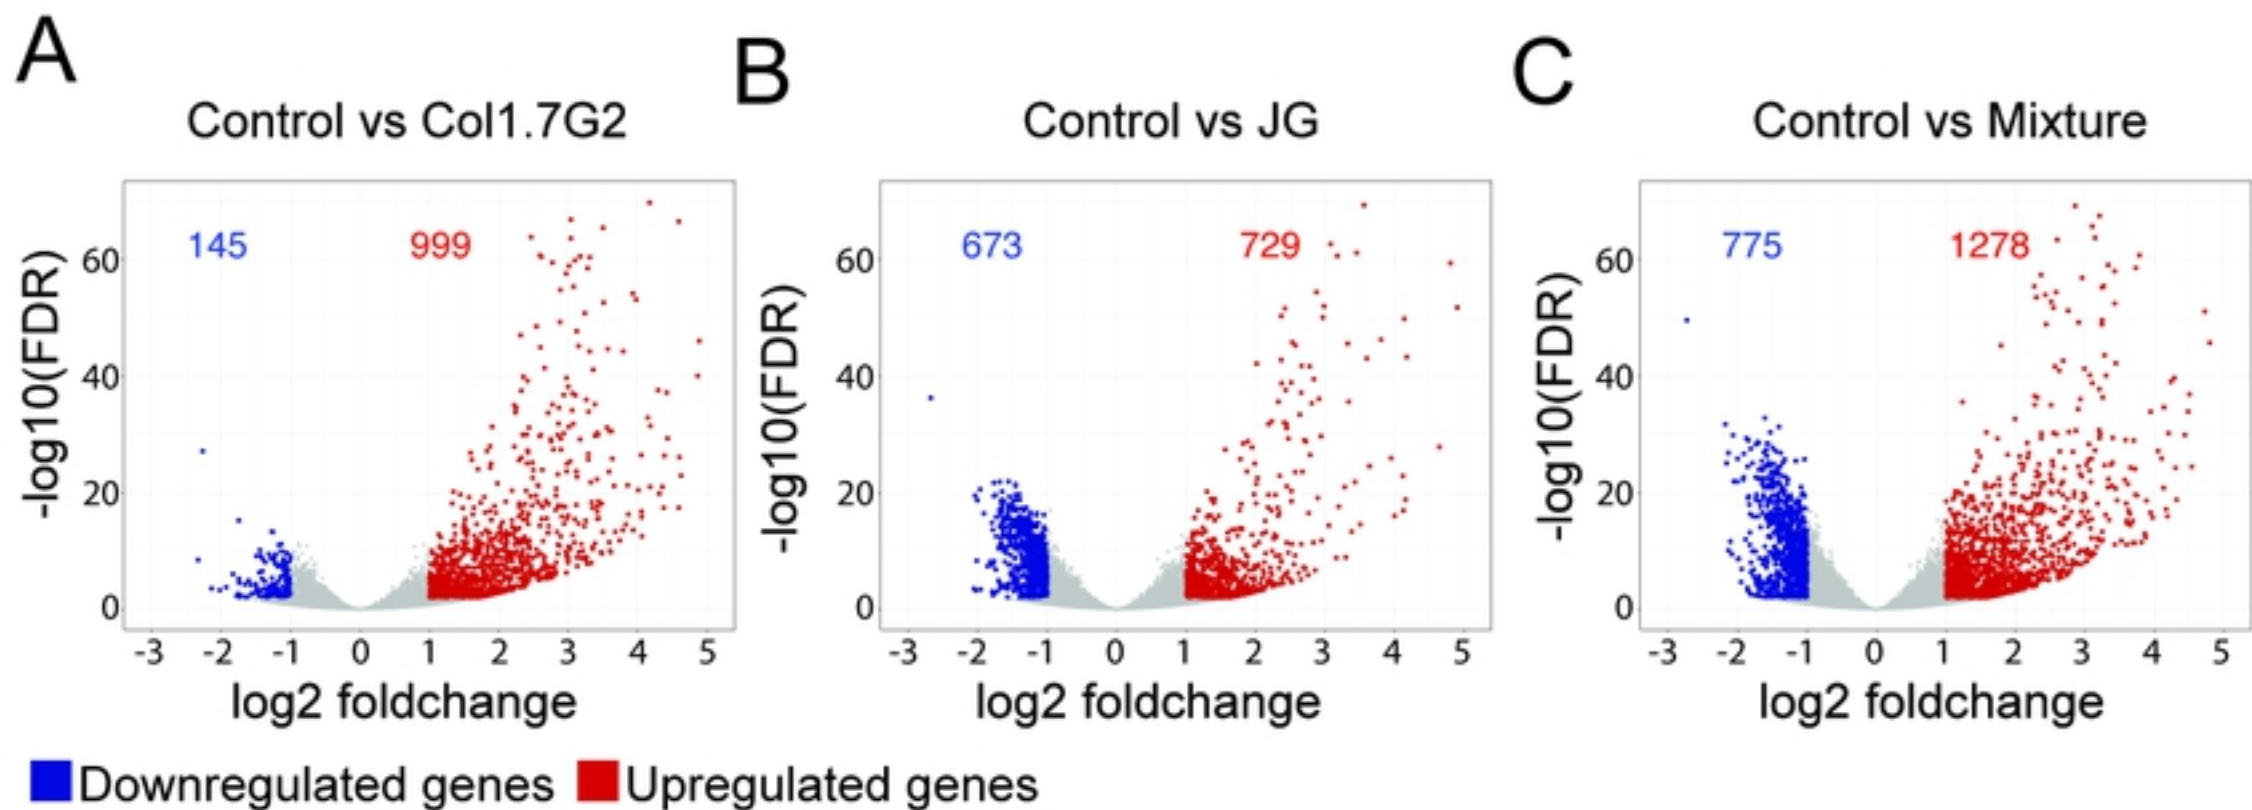 A
Control vs Col1.7G2
145
999
-log10(FDR)
60
40
20
0
-3 -2 -1 0 1 2 3 4 5
log2 foldchange
B
Control vs JG
673
729
-log10(FDR)
60
40
20
0
-3 -2 -1 0 1 2 3 4 5
log2 foldchange
C
Control vs Mixture
775
1278
-log10(FDR)
60
40
20
0
-3 -2 -1 0 1 2 3 4 5
log2 foldchange
Downregulated genes
Upregulated genes